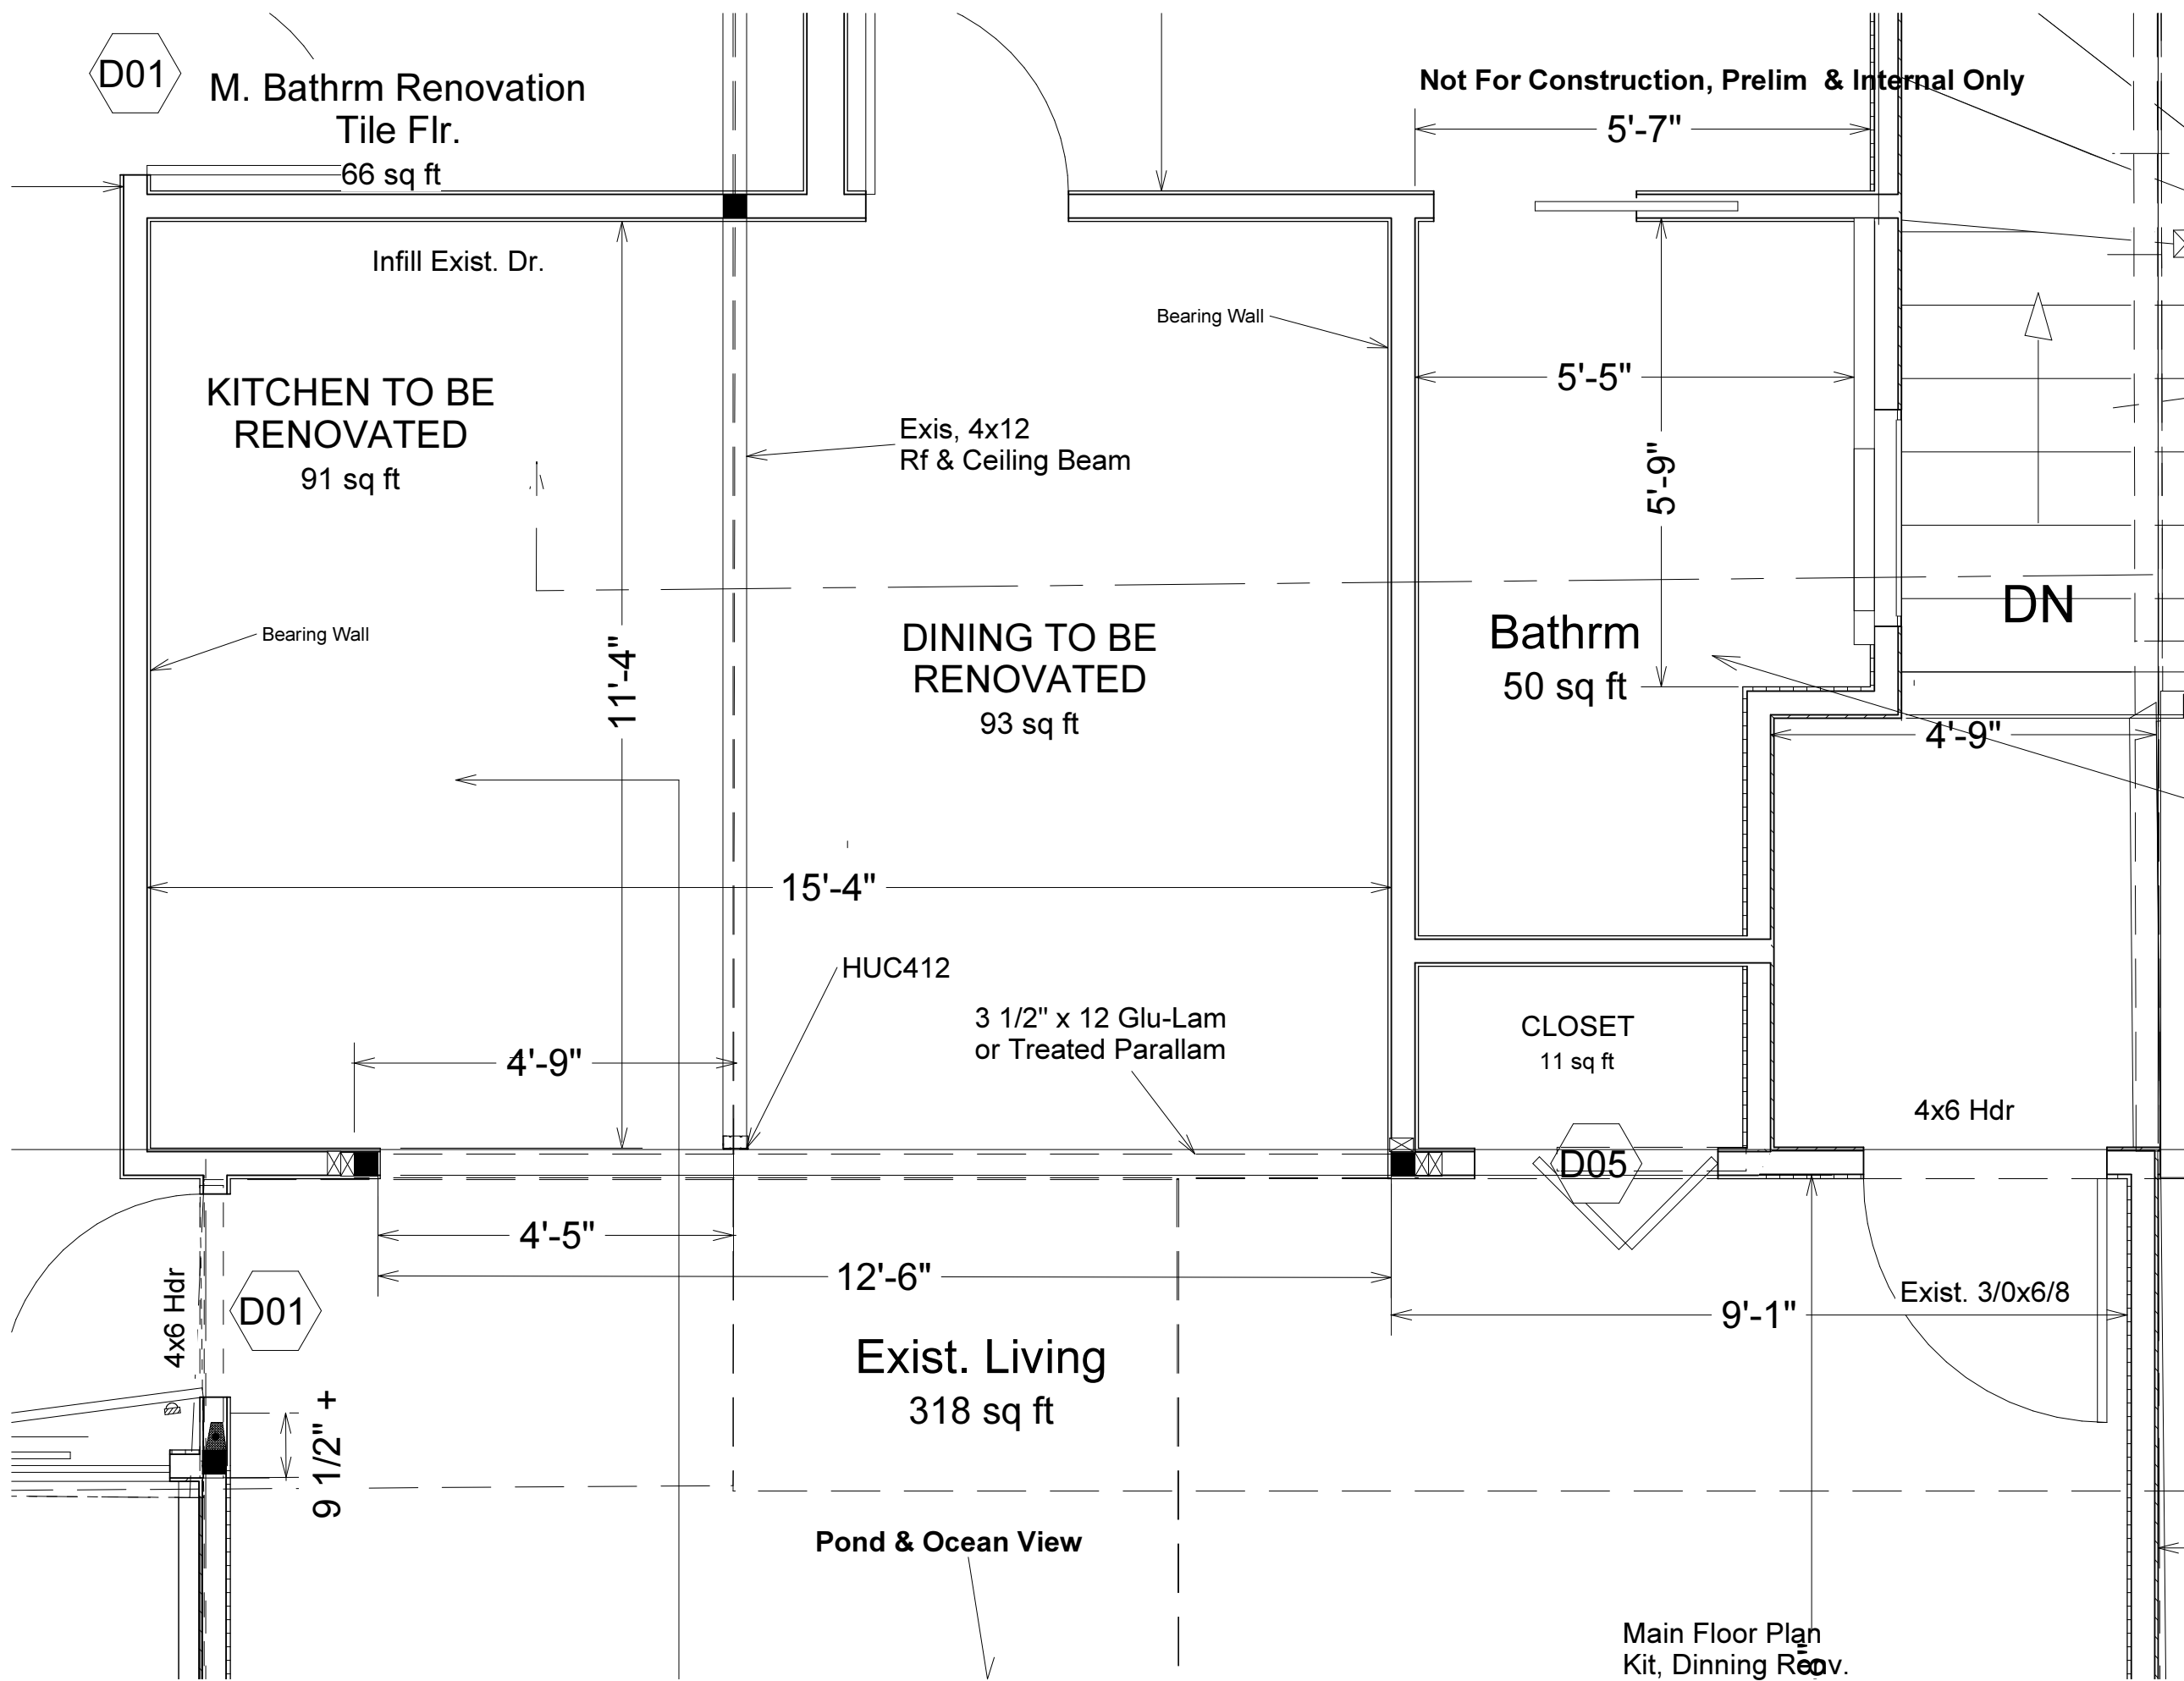 D01
M. Bathrm Renovation
Tile Flr.
66 sq ft
Not For Construction, Prelim & Internal Only
5'-7"
Infill Exist. Dr.
Bearing Wall
KITCHEN TO BE
RENOVATED
91 sq ft
5'-5"
Exis, 4x12
Rf & Ceiling Beam
5'-9"
Bearing Wall
11'-4"
DINING TO BE
RENOVATED
93 sq ft
Bathrm
50 sq ft
DN
4'-9"
15'-4"
HUC412
3 1/2" x 12 Glu-Lam
or Treated Parallam
4'-9"
CLOSET
11 sq ft
4x6 Hdr
D05
4'-5"
12'-6"
4x6 Hdr
D01
Exist. 3/0x6/8
9'-1"
Exist. Living
318 sq ft
9 1/2" +
Pond & Ocean View
Main Floor Plan
Kit, Dinning Renv.